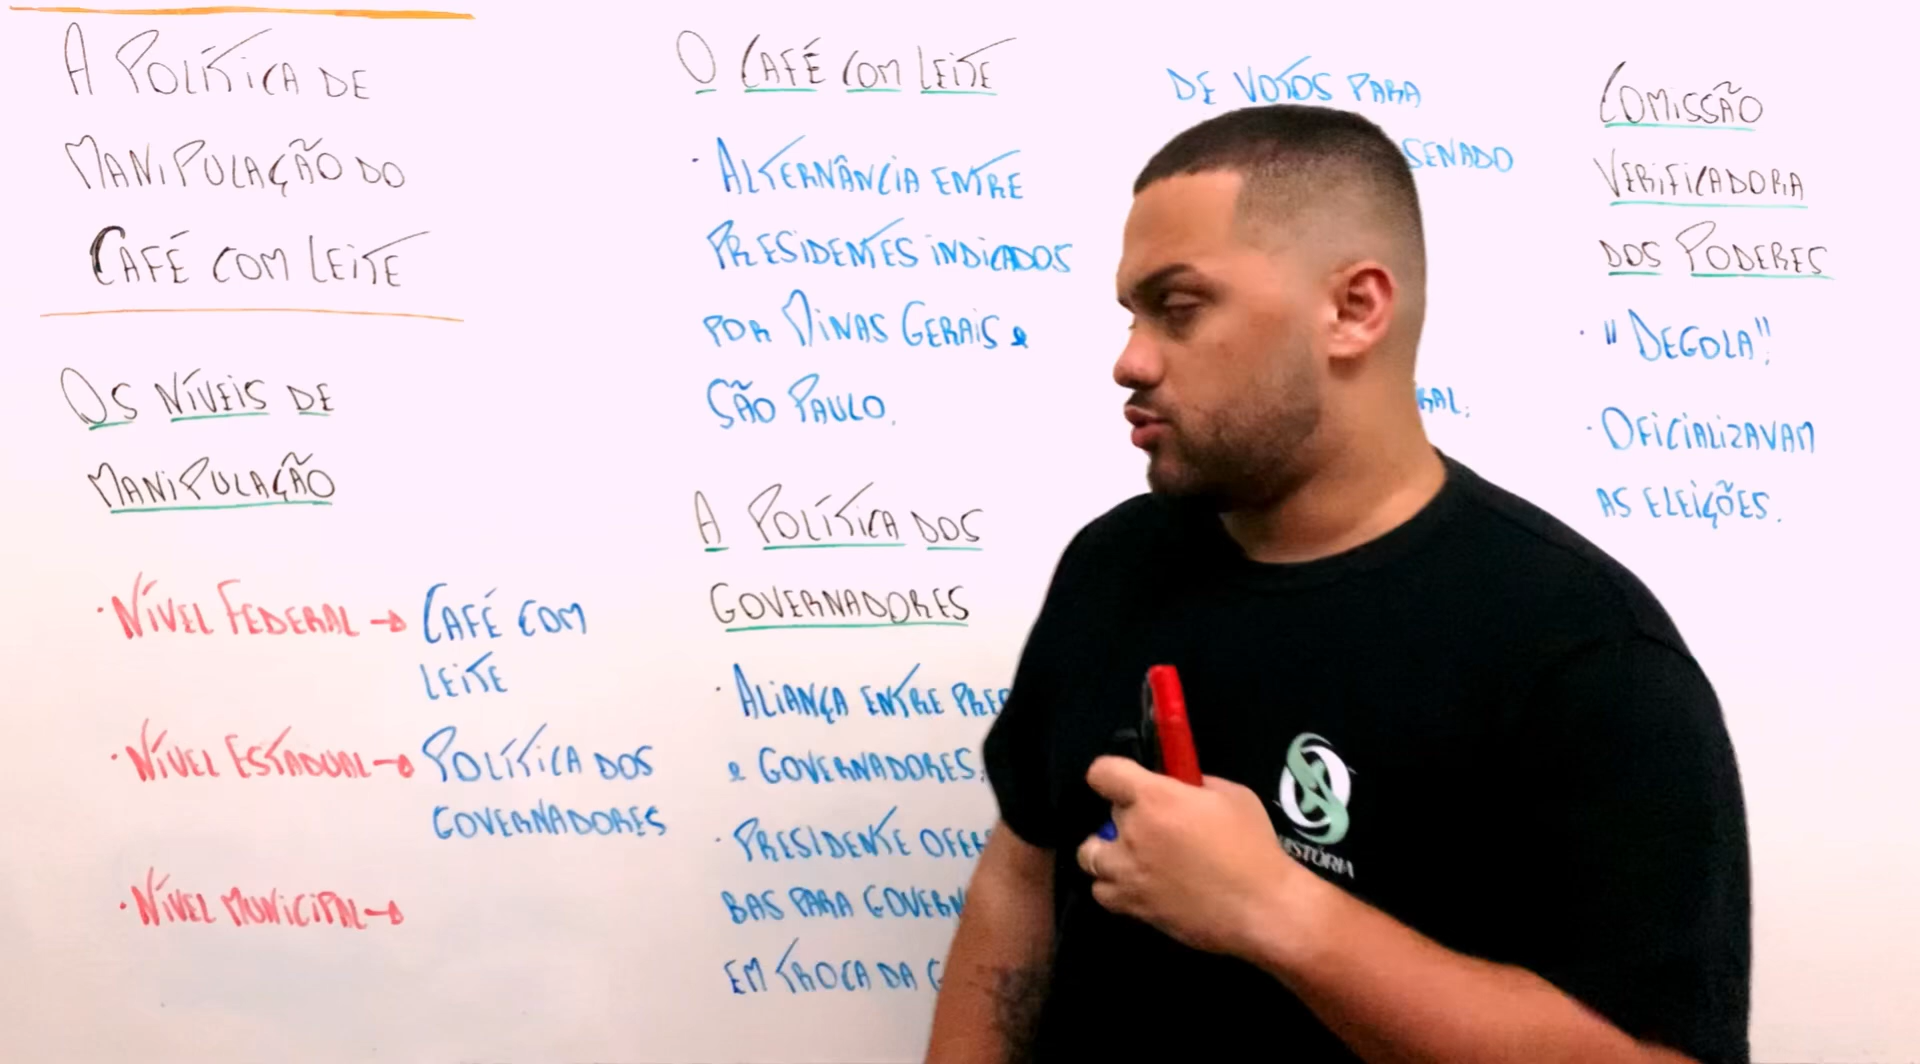 A POLÍTICA DE
MANIPULAÇÃO DO
CAFÉ COM LEITE
OS NÍVEIS DE
MANIPULAÇÃO
· NÍVEL FEDERAL → CAFÉ COM
LEITE
· NÍVEL ESTADUAL → POLÍTICA DOS
GOVERNADORES
· NÍVEL MUNICIPAL →
O CAFÉ COM LEITE
· ALTERNÂNCIA ENTRE
PRESIDENTES INDICADOS
POR MINAS GERAIS e
SÃO PAULO.
A POLÍTICA DOS
GOVERNADORES
· ALIANÇA ENTRE
e GOVERNADORES.
· PRESIDENTE
BAS PARA
EM TROCA DA
DE VOTOS PARA
SENADO
COMISSÃO
VERIFICADORA
DOS PODERES
· "DEGOLA".
· OFICIALIZAVAM
AS ELEIÇÕES.